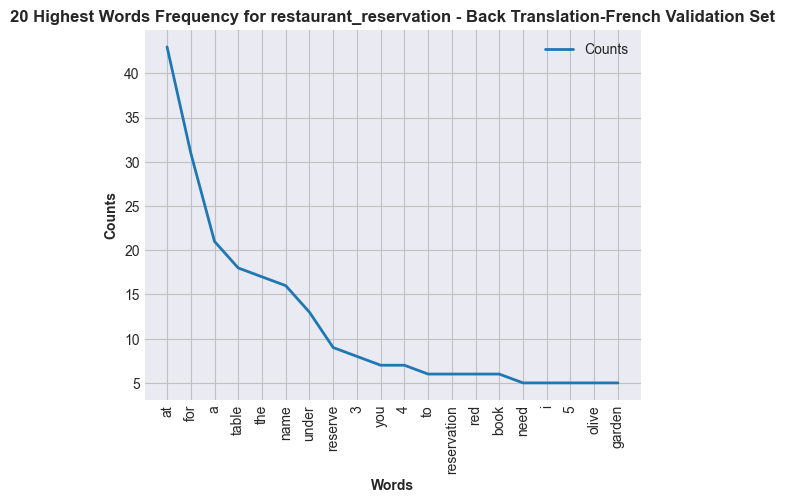 20 Highest Words Frequency for restaurant_reservation - Back Translation-French Validation Set
Counts
40
35
30
25
20
15
10
5
Counts
at
for
a
table
the
name
under
reserve
3
you
4
to
reservation
red
book
need
i
5
olive
garden
Words